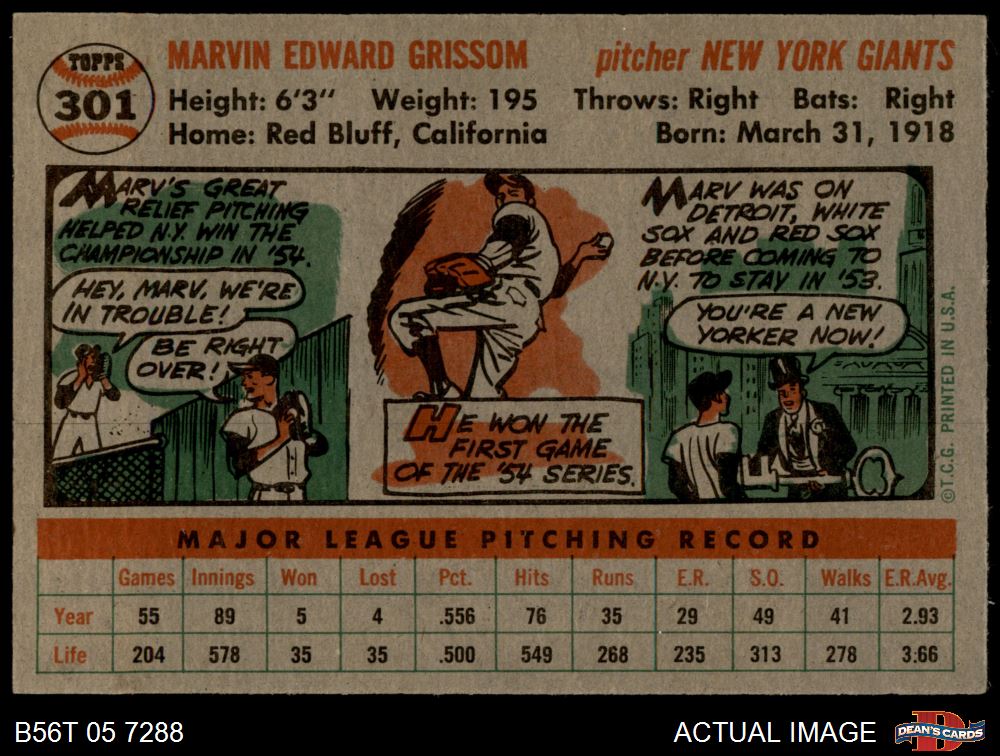 TOPPS
301
MARVIN EDWARD GRISSOM
pitcher NEW YORK GIANTS
Height: 6'3" Weight: 195 Throws: Right Bats: Right
Home: Red Bluff, California Born: March 31, 1918
MARV'S GREAT
RELIEF PITCHING
HELPED N.Y. WIN THE
CHAMPIONSHIP IN '54.
HEY, MARV, WE'RE
IN TROUBLE!
BE RIGHT
OVER!
HE WON THE
FIRST GAME
OF THE '54 SERIES.
MARV WAS ON
DETROIT, WHITE
SOX AND RED SOX
BEFORE COMING TO
N.Y. TO STAY IN '53.
YOU'RE A NEW
YORKER NOW!
©T.C.G. PRINTED IN U.S.A.
MAJOR LEAGUE PITCHING RECORD
Games Innings Won Lost Pct. Hits Runs E.R. S.O. Walks E.R.Avg.
Year 55 89 5 4 .556 76 35 29 49 41 2.93
Life 204 578 35 35 .500 549 268 235 313 278 3.66
B56T 05 7288
ACTUAL IMAGE
DEAN'S CARDS